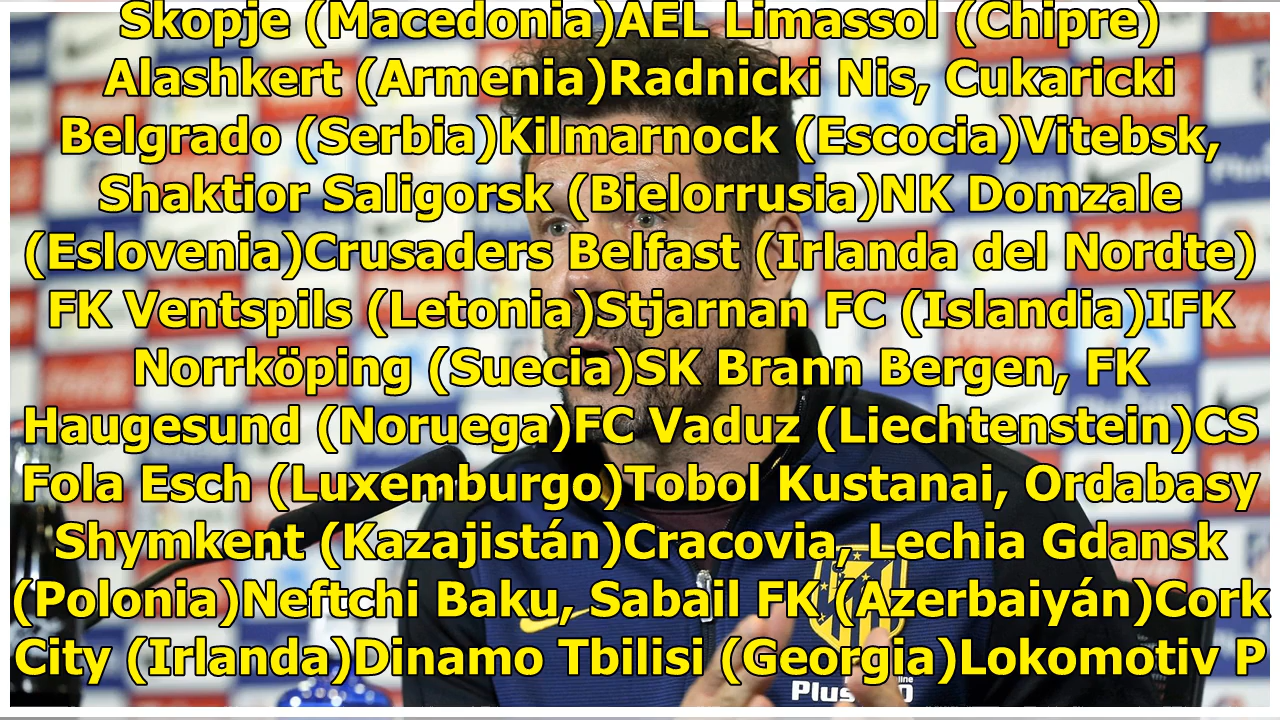 Skopje (Macedonia)AEL Limassol (Chipre)
Alashkert (Armenia)Radnicki Nis, Cukaricki
Belgrado (Serbia)Kilmarnock (Escocia)Vitebsk,
Shaktior Saligorsk (Bielorrusia)NK Domzale
(Eslovenia)Crusaders Belfast (Irlanda del Nordte)
FK Ventspils (Letonia)Stjarnan FC (Islandia)IFK
Norrköping (Suecia)SK Brann Bergen, FK
Haugesund (Noruega)FC Vaduz (Liechtenstein)CS
Fola Esch (Luxemburgo)Tobol Kustanai, Ordabasy
Shymkent (Kazajistán)Cracovia, Lechia Gdansk
(Polonia)Neftchi Baku, Sabail FK (Azerbaiyán)Cork
City (Irlanda)Dinamo Tbilisi (Georgia)Lokomotiv P